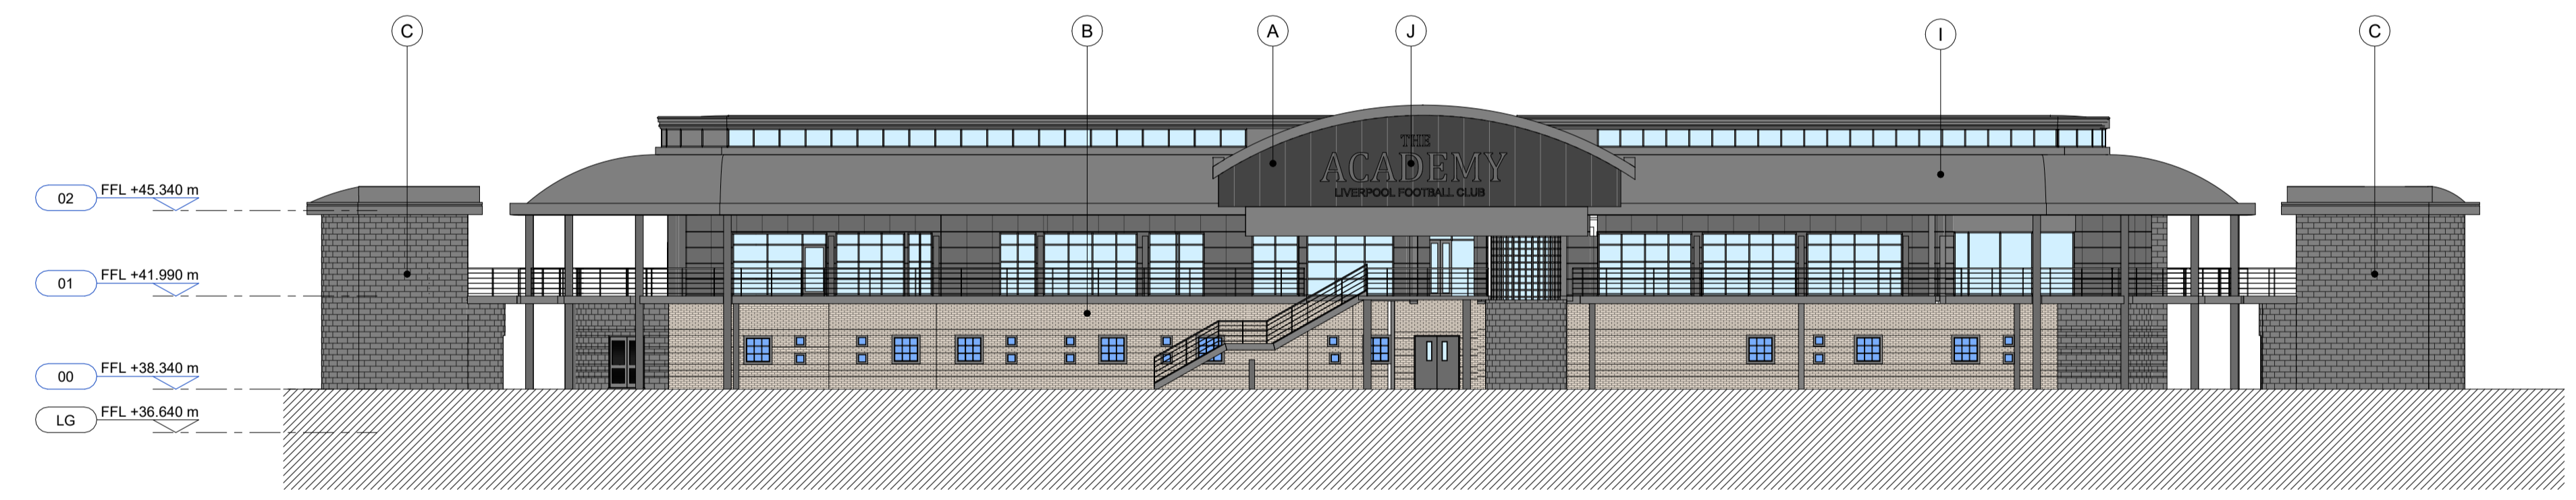 C
B
A
J
I
C
THE
ACADEMY
LIVERPOOL FOOTBALL CLUB
02 FFL +45.340 m
01 FFL +41.990 m
00 FFL +38.340 m
LG FFL +36.640 m